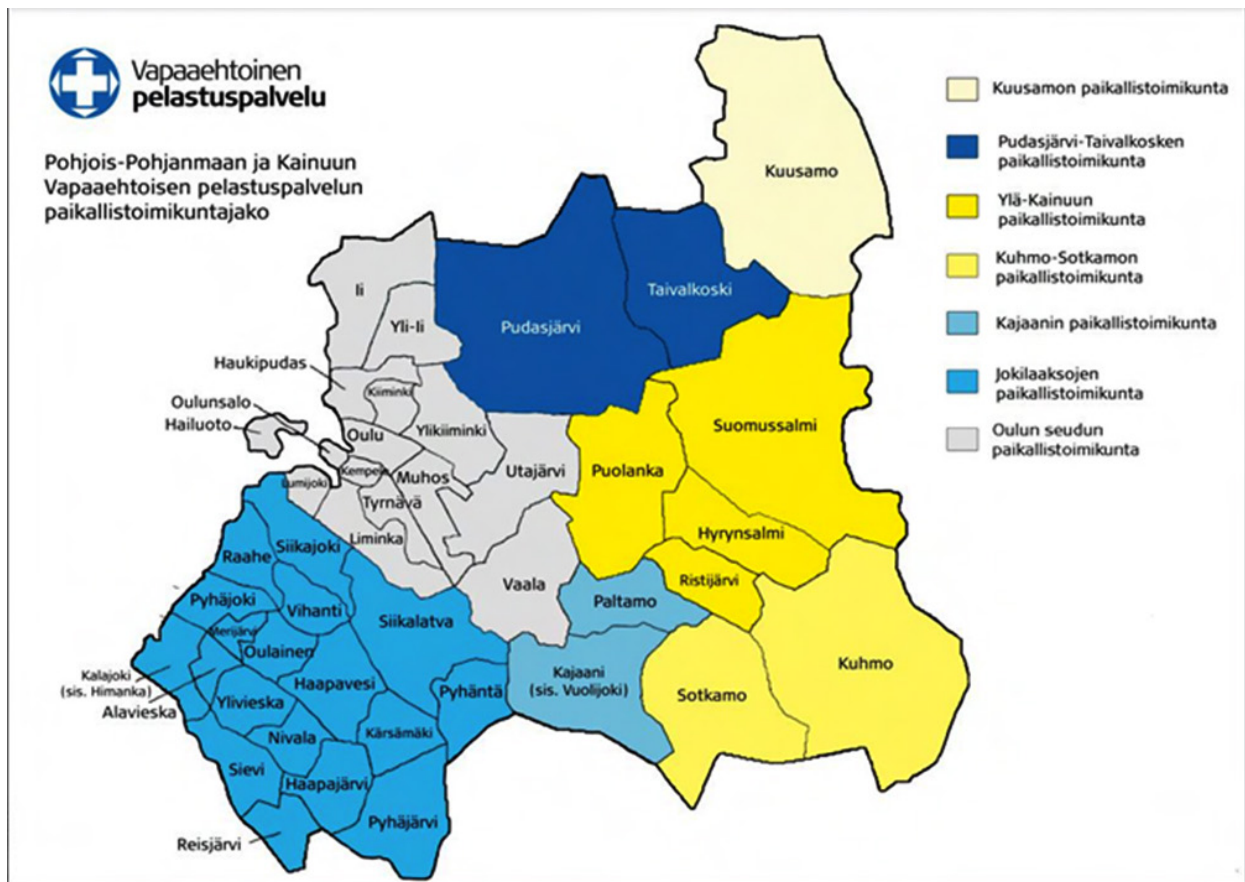 Vapaaehtoinen
pelastuspalvelu
Pohjois-Pohjanmaan ja Kainuun
Vapaaehtoisen pelastuspalvelun
paikallistoimikuntajako
Kuusamon paikallistoimikunta
Pudasjärvi-Taivalkosken
paikallistoimikunta
Ylä-Kainuun
paikallistoimikunta
Kuhmo-Sotkamon
paikallistoimikunta
Kajaanin paikallistoimikunta
Jokilaaksojen
paikallistoimikunta
Oulun seudun
paikallistoimikunta
Kuusamo
Taivalkoski
Pudasjärvi
Ii
Yli-Ii
Haukipudas
Kiiminki
Oulunsalo
Hailuoto
Oulu
Ylikiiminki
Suomussalmi
Kempele
Muhos
Utajärvi
Puolanka
Lumijoki
Tyrnävä
Liminka
Hyrynsalmi
Raahe
Siikajoki
Vaala
Ristijärvi
Pyhäjoki
Vihanti
Siikalatva
Paltamo
Merijärvi
Oulainen
Kuhmo
Kalajoki
(sis. Himanka)
Alavieska
Haapavesi
Pyhäntä
Kajaani
(sis. Vuolijoki)
Sotkamo
Ylivieska
Nivala
Kärsämäki
Sievi
Haapajärvi
Pyhäjärvi
Reisjärvi